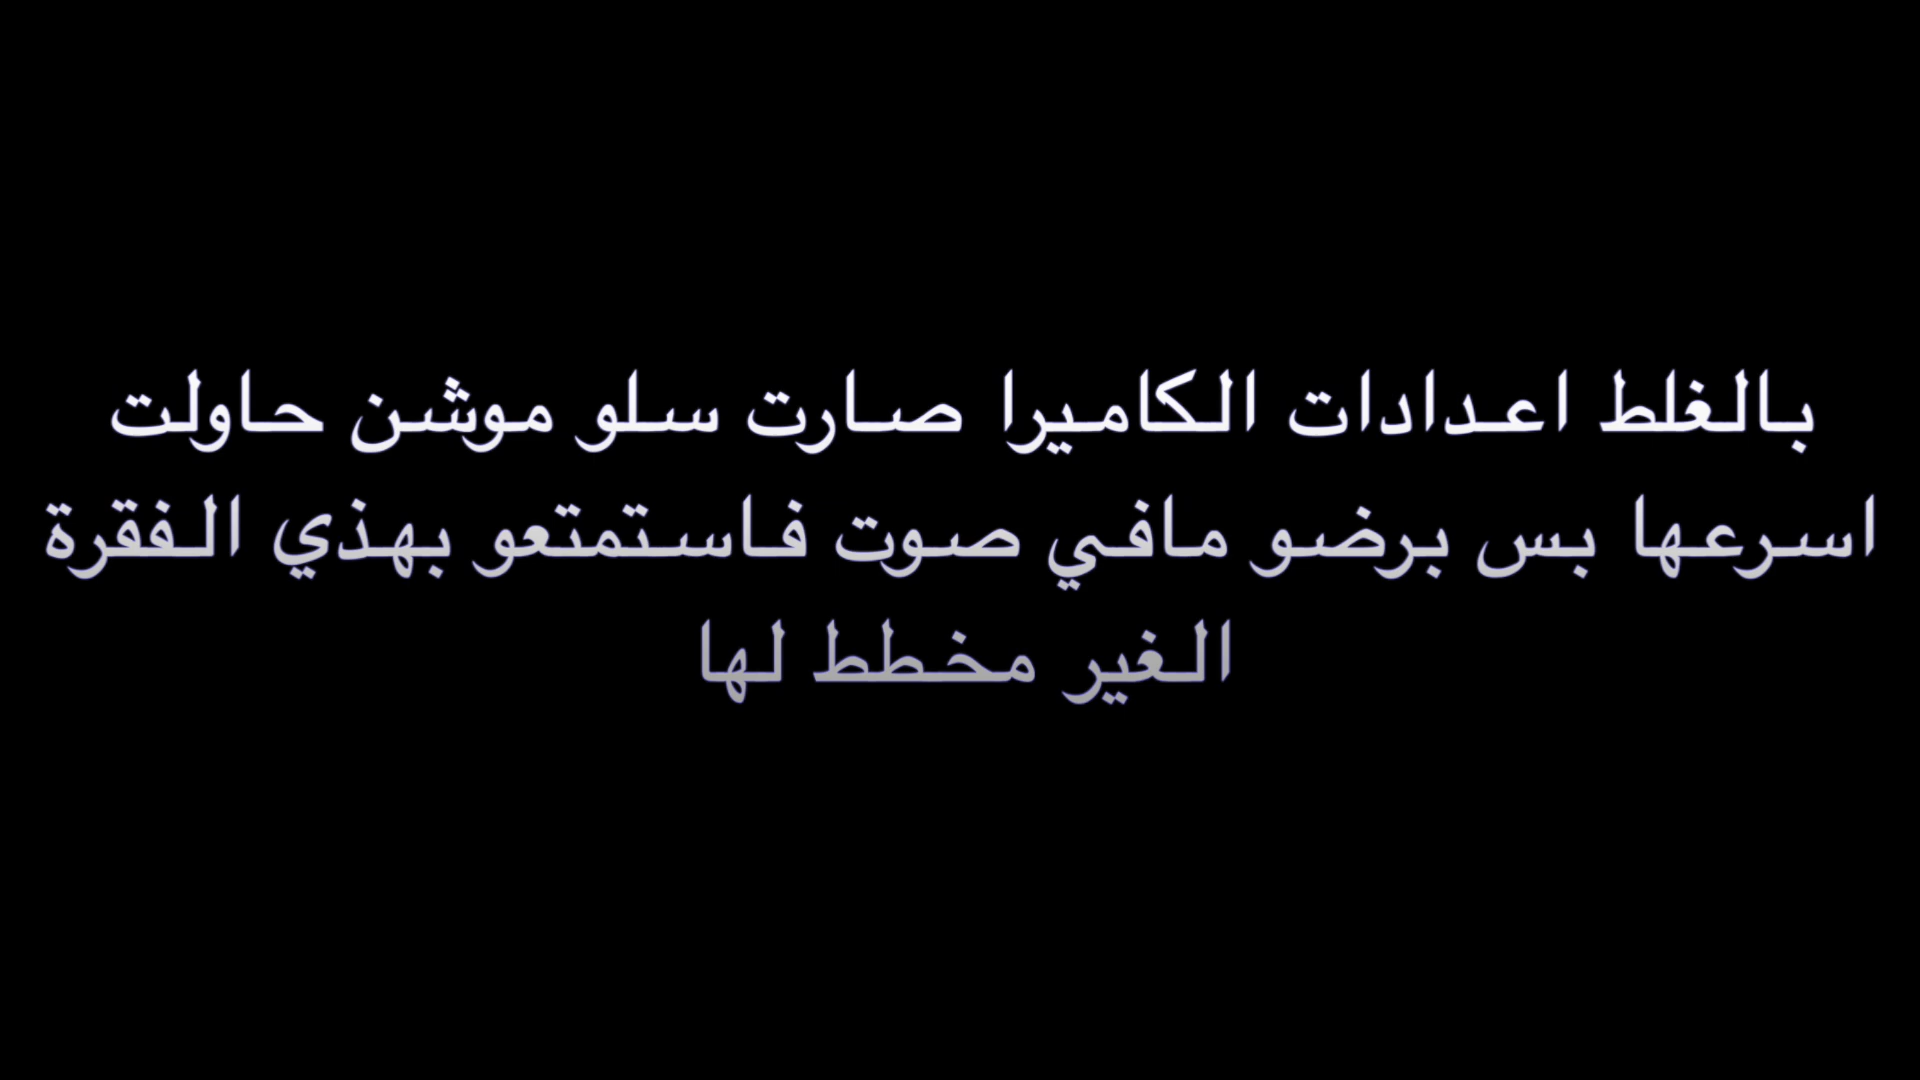 بالغلط اعدادات الكاميرا صارت سلو موشن حاولت
اسرعها بس برضو مافي صوت فاستمتعو بهذي الفقرة
الغير مخطط لها